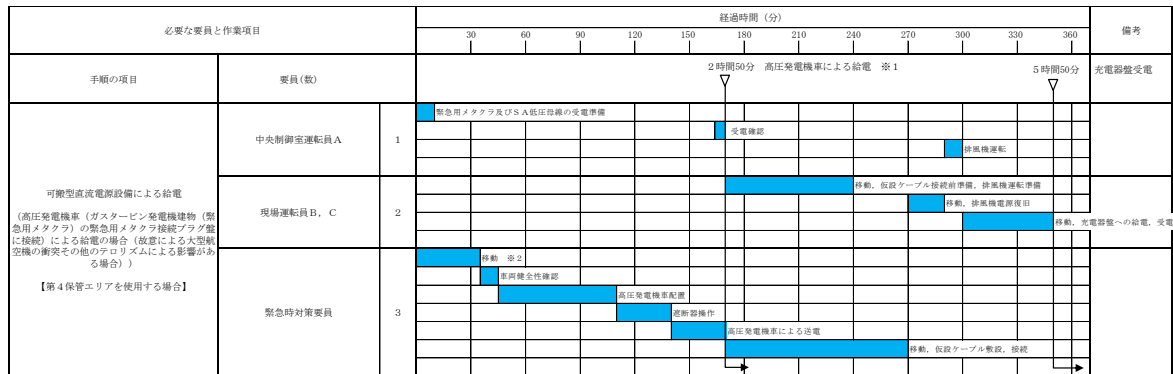 必要な要員と作業項目
経過時間（分）
備考
30 60 90 120 150 180 210 240 270 300 330 360
手順の項目
要員(数)
２時間50分　高圧発電機車による給電　※１
５時間50分
充電器盤受電
可搬型直流電源設備による給電
（高圧発電機車（ガスタービン発電機建物（緊
急用メタクラ）の緊急用メタクラ接続プラグ盤
に接続）による給電の場合（故意による大型航
空機の衝突その他のテロリズムによる影響があ
る場合））
【第４保管エリアを使用する場合】
中央制御室運転員Ａ
1
緊急用メタクラ及びＳＡ低圧母線の受電準備
受電確認
排風機運転
現場運転員Ｂ，Ｃ
2
移動，仮設ケーブル接続前準備，排風機運転準備
移動，排風機電源復旧
移動，充電器盤への給電，受電
緊急時対策要員
3
移動　※２
車両健全性確認
高圧発電機車配置
遮断器操作
高圧発電機車による送電
移動，仮設ケーブル敷設，接続